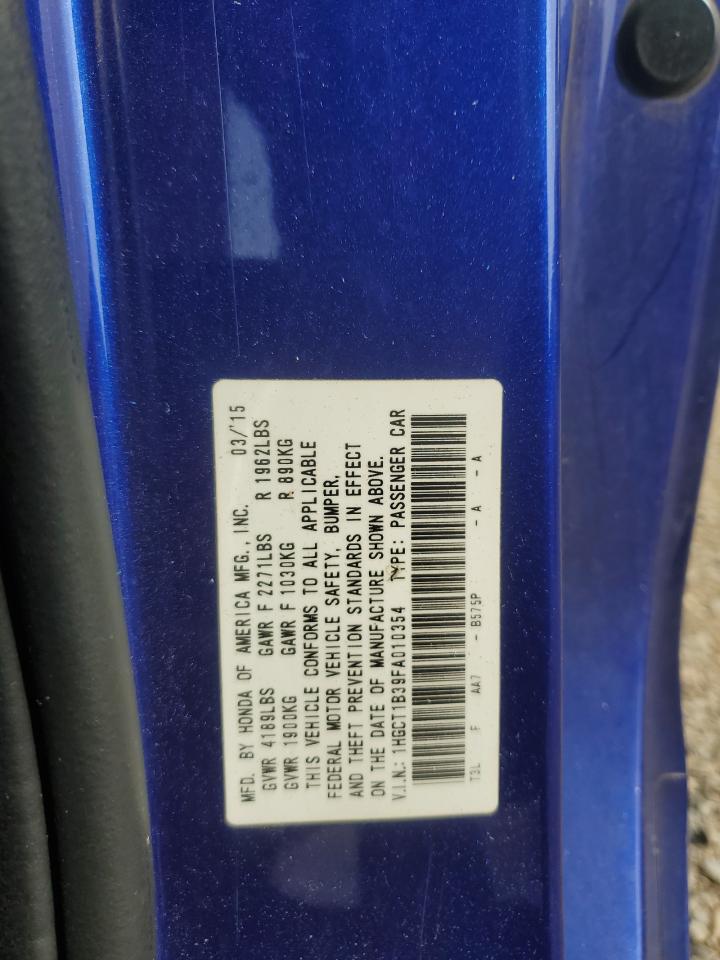 MFD. BY HONDA OF AMERICA MFG., INC. 03/'15
GVWR 4189LBS GAWR F 2271LBS R 1962LBS
GVWR 1900KG GAWR F 1030KG R 890KG
THIS VEHICLE CONFORMS TO ALL APPLICABLE
FEDERAL MOTOR VEHICLE SAFETY, BUMPER,
AND THEFT PREVENTION STANDARDS IN EFFECT
ON THE DATE OF MANUFACTURE SHOWN ABOVE.
V.I.N.: 1HGCT1B39FA010354 TYPE: PASSENGER CAR
T3L F AA7 - B575P - A - A